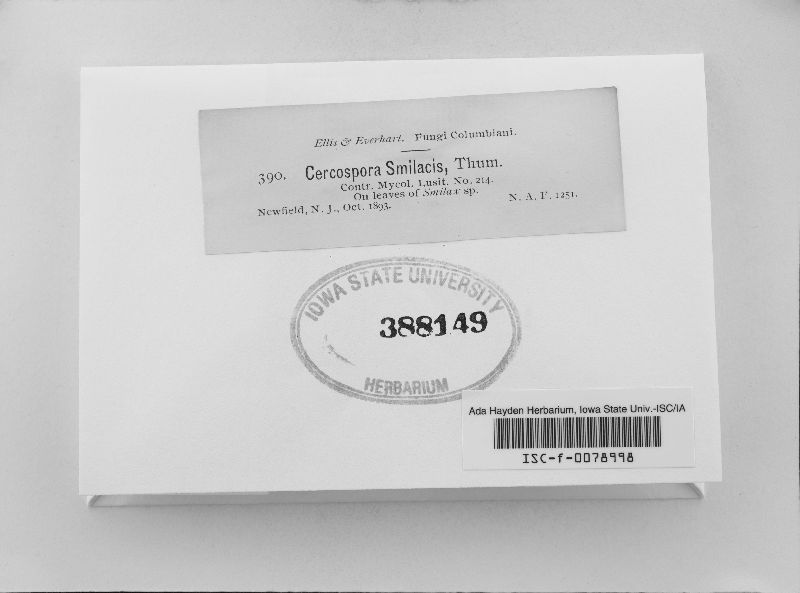 Ellis & Everhart. Fungi Columbiani.
390. Cercospora Smilacis, Thum.
Contr. Mycol. Lusit. No. 214.
On leaves of Smilax sp.
Newfield, N. J., Oct. 1893. N. A. F. 1251.
IOWA STATE UNIVERSITY
388149
HERBARIUM
Ada Hayden Herbarium, Iowa State Univ.-ISC/IA
ISC-f-0078998